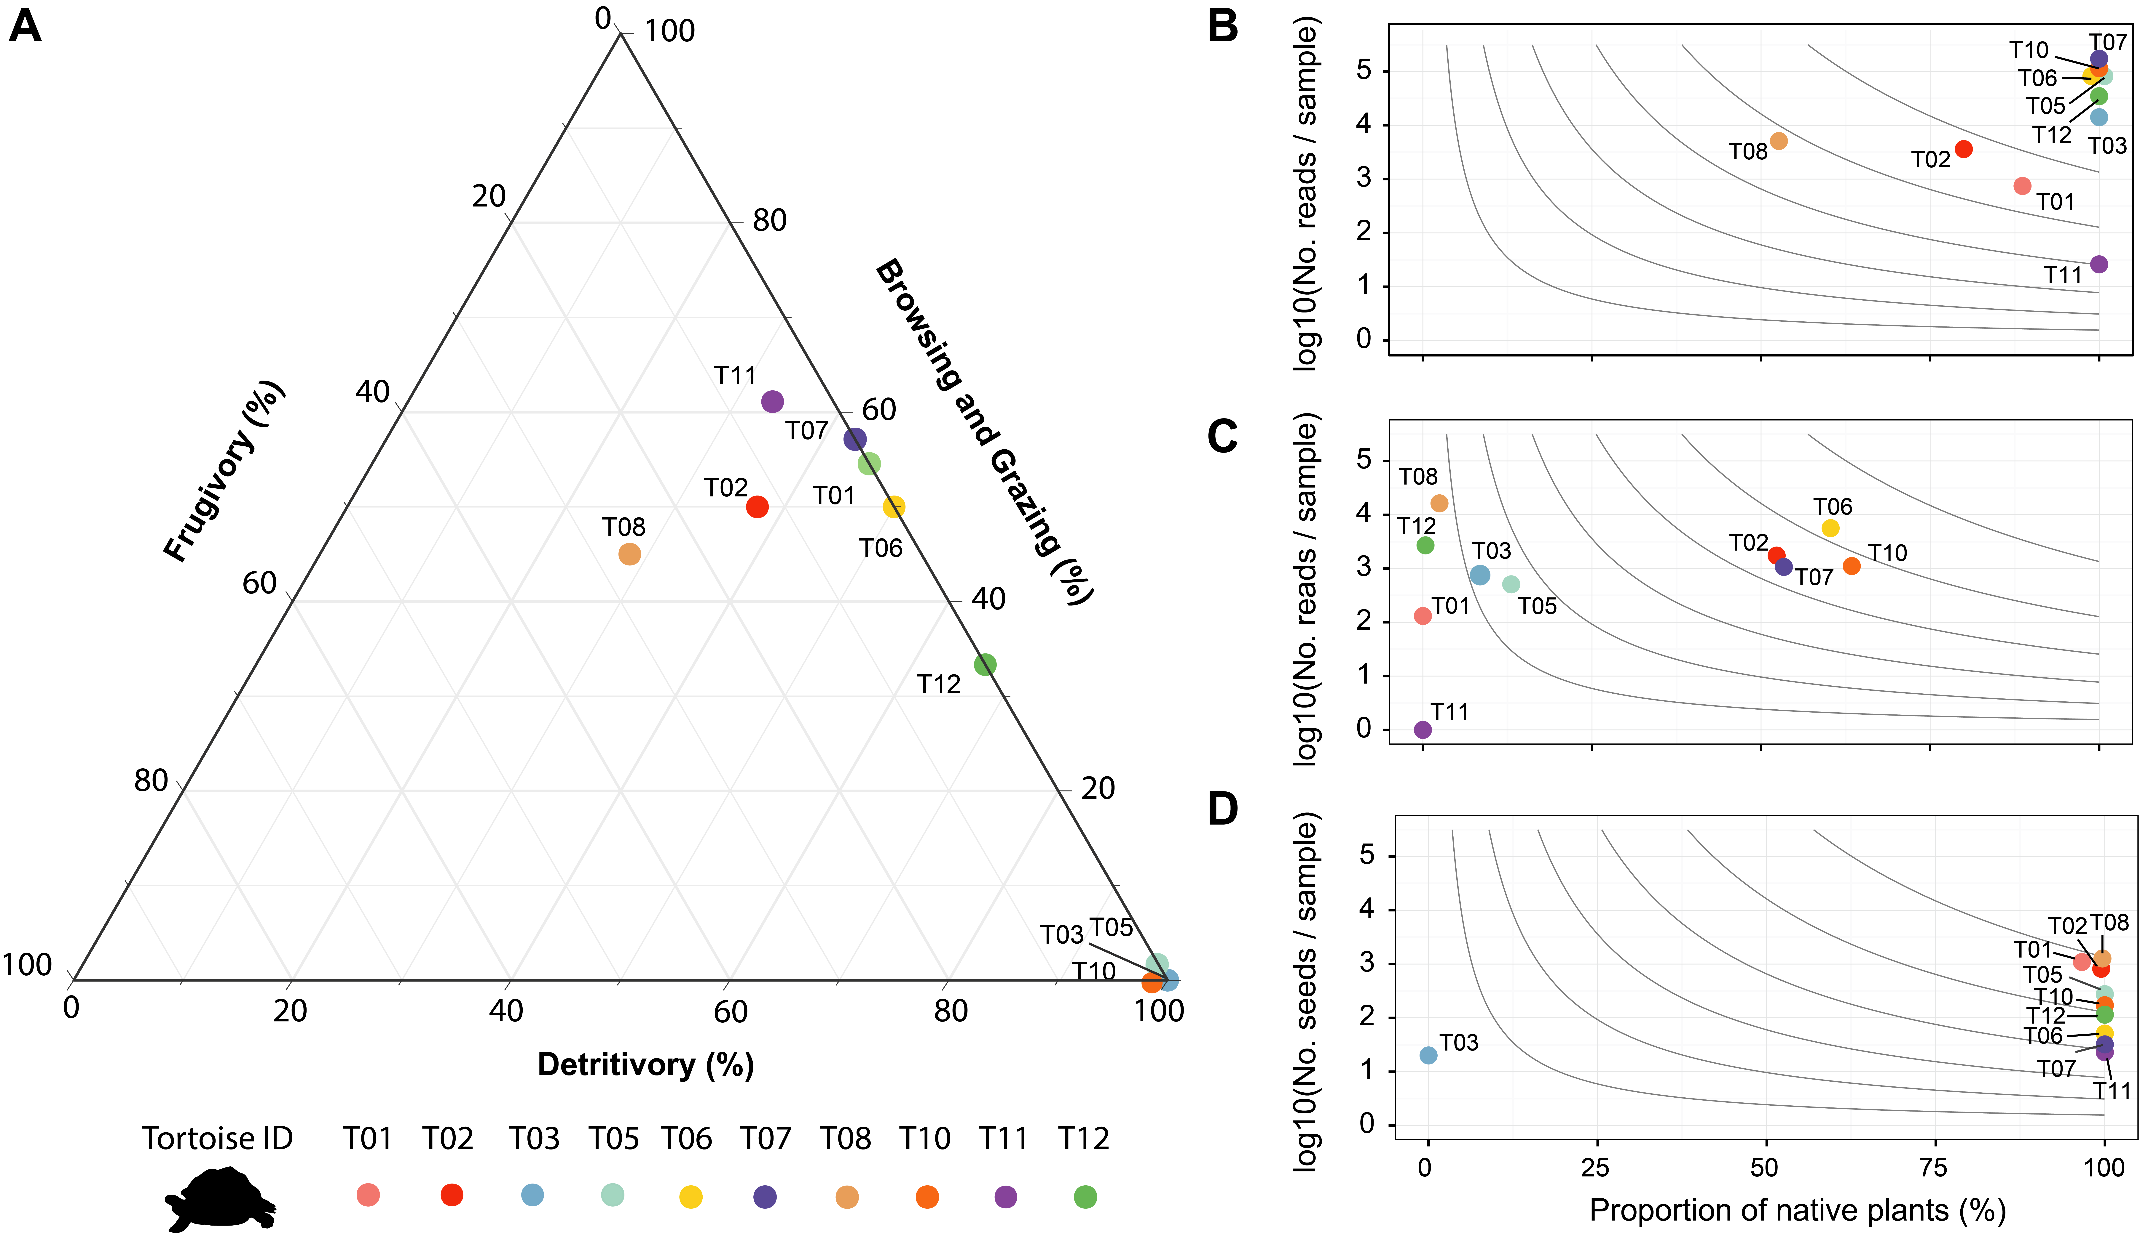 A
0
100
20
80
40
60
60
40
80
20
100
0
20
40
60
80
100
Frugivory (%)
Browsing and Grazing (%)
Detritivory (%)
T11
T07
T02
T01
T08
T06
T12
T03
T05
T10
Tortoise ID
T01 T02 T03 T05 T06 T07 T08 T10 T11 T12
B
log10(No. reads / sample)
5
4
3
2
1
0
T10
T07
T06
T05
T12
T03
T08
T02
T01
T11
C
log10(No. reads / sample)
5
4
3
2
1
0
T08
T12
T03
T01
T05
T11
T06
T02
T10
T07
D
log10(No. seeds / sample)
5
4
3
2
1
0
T03
T02
T08
T01
T05
T10
T12
T06
T07
T11
0 25 50 75 100
Proportion of native plants (%)